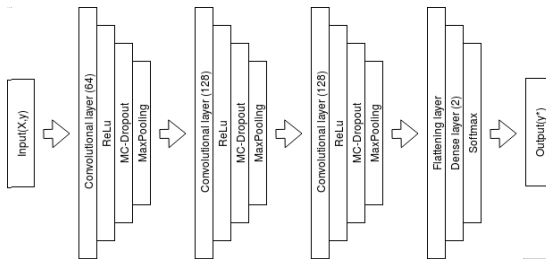 Input(X,y)
Convolutional layer (64)
ReLu
MC-Dropout
MaxPooling
Convolutional layer (128)
ReLu
MC-Dropout
MaxPooling
Convolutional layer (128)
ReLu
MC-Dropout
MaxPooling
Flattening layer
Dense layer (2)
Softmax
Output(y*)